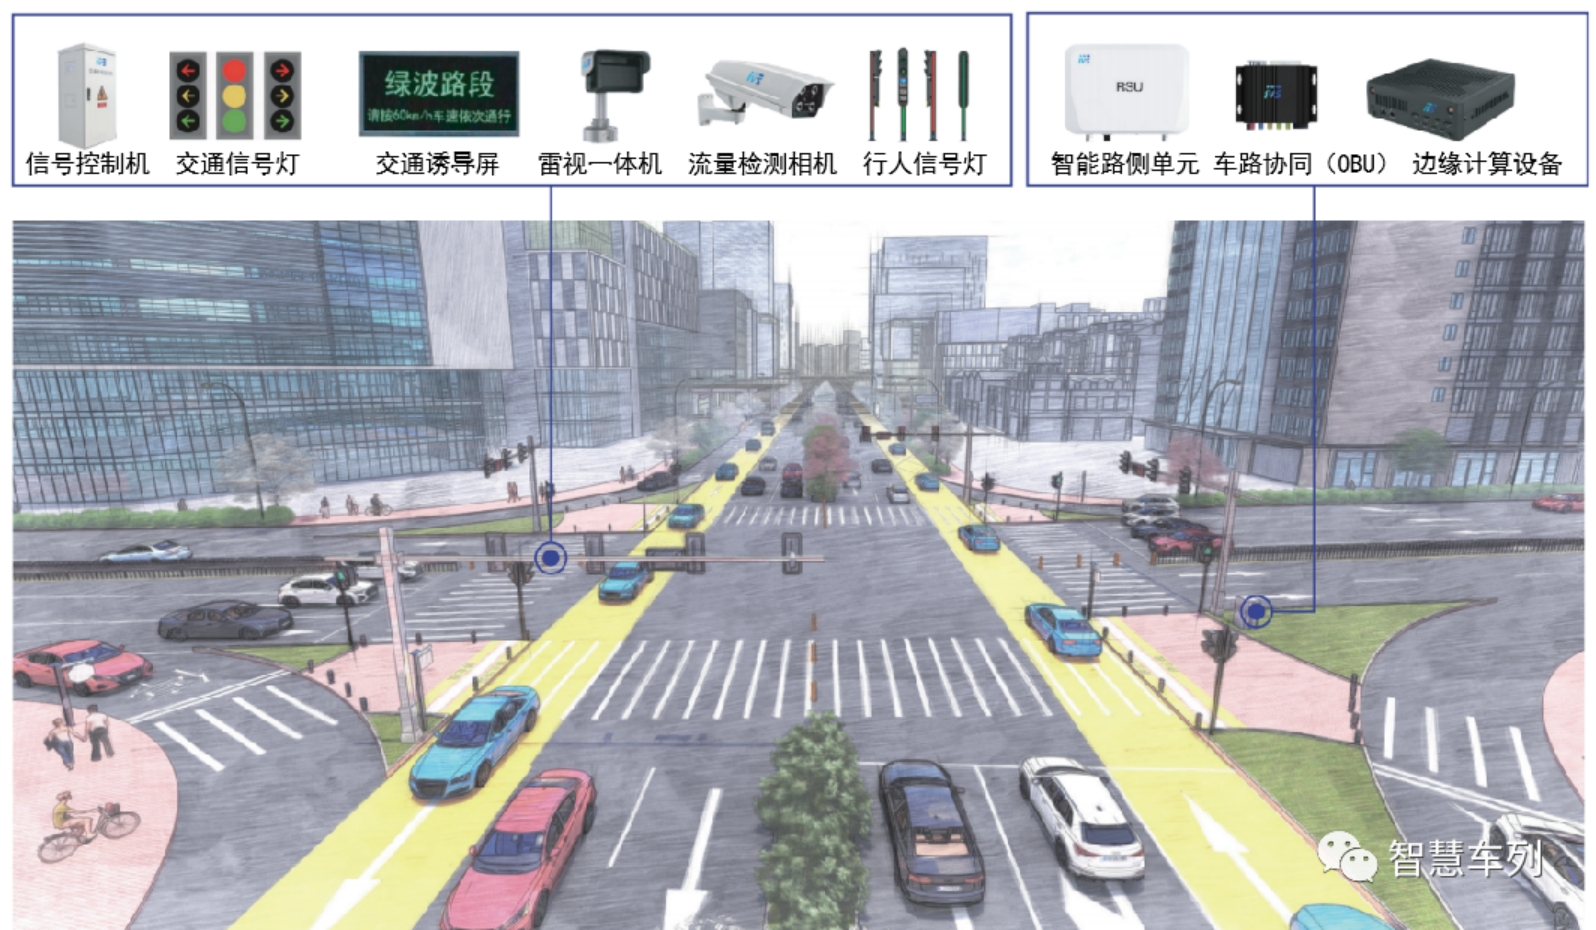 绿波路段
请按60km/h车速依次通行
RSU
信号控制机
交通信号灯
交通诱导屏
雷视一体机
流量检测相机
行人信号灯
智能路侧单元
车路协同（OBU）
边缘计算设备
智慧车列